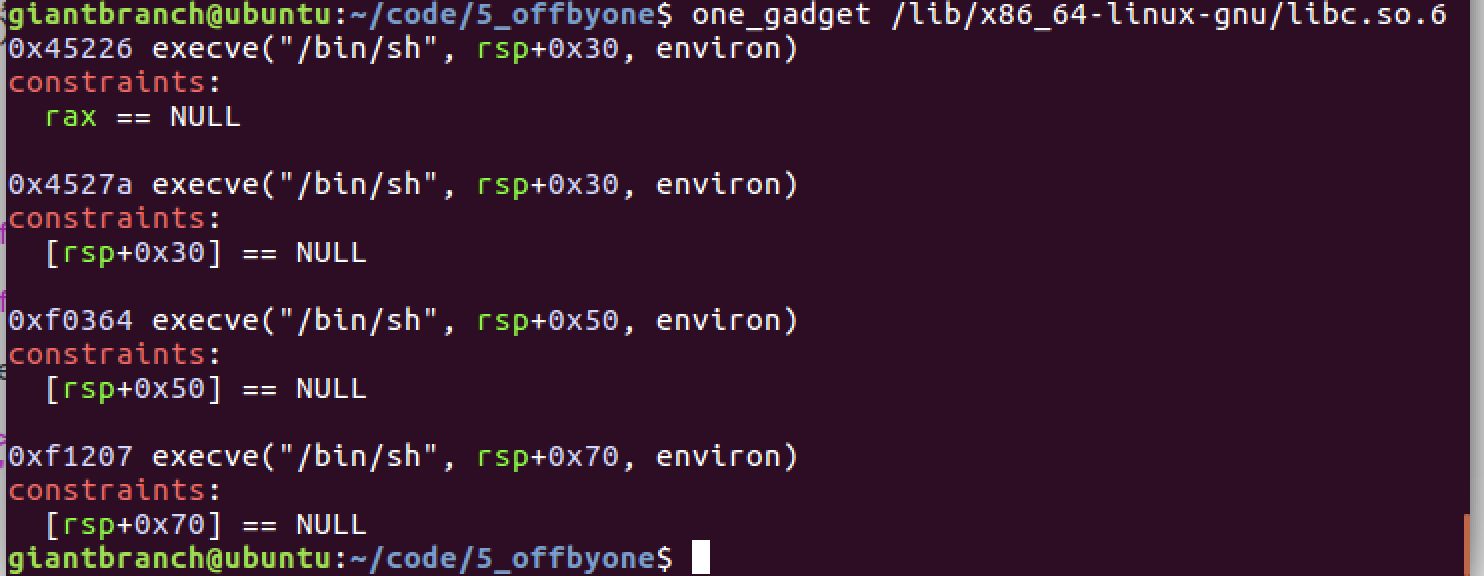 giantbranch@ubuntu:~/code/5_offbyone$ one_gadget /lib/x86_64-linux-gnu/libc.so.6
0x45226 execve("/bin/sh", rsp+0x30, environ)
constraints:
  rax == NULL

0x4527a execve("/bin/sh", rsp+0x30, environ)
constraints:
  [rsp+0x30] == NULL

0xf0364 execve("/bin/sh", rsp+0x50, environ)
constraints:
  [rsp+0x50] == NULL

0xf1207 execve("/bin/sh", rsp+0x70, environ)
constraints:
  [rsp+0x70] == NULL
giantbranch@ubuntu:~/code/5_offbyone$